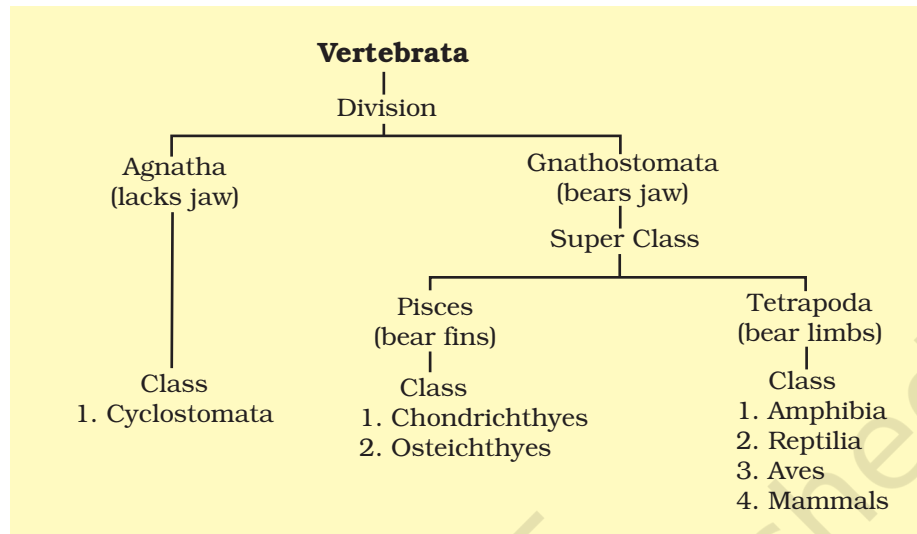 Vertebrata
Division
Agnatha
(lacks jaw)
Gnathostomata
(bears jaw)
Super Class
Pisces
(bear fins)
Tetrapoda
(bear limbs)
Class
1. Cyclostomata
Class
1. Chondrichthyes
2. Osteichthyes
Class
1. Amphibia
2. Reptilia
3. Aves
4. Mammals